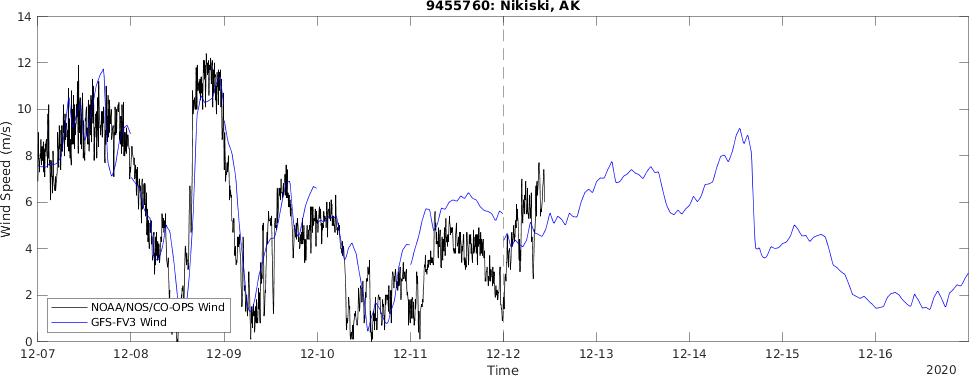 9455760: Nikiski, AK
14
12
10
8
6
4
2
0
Wind Speed (m/s)
NOAA/NOS/CO-OPS Wind
GFS-FV3 Wind
12-07 12-08 12-09 12-10 12-11 12-12 12-13 12-14 12-15 12-16
Time
2020